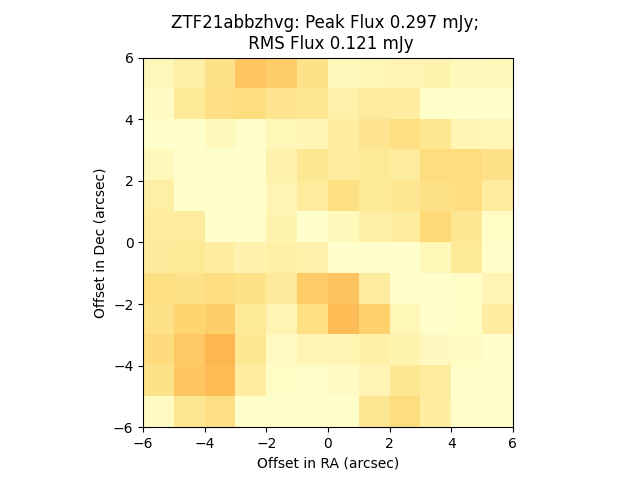 ZTF21abbzhvg: Peak Flux 0.297 mJy;
RMS Flux 0.121 mJy
6
4
2
0
−2
−4
−6
Offset in Dec (arcsec)
−6 −4 −2 0 2 4 6
Offset in RA (arcsec)